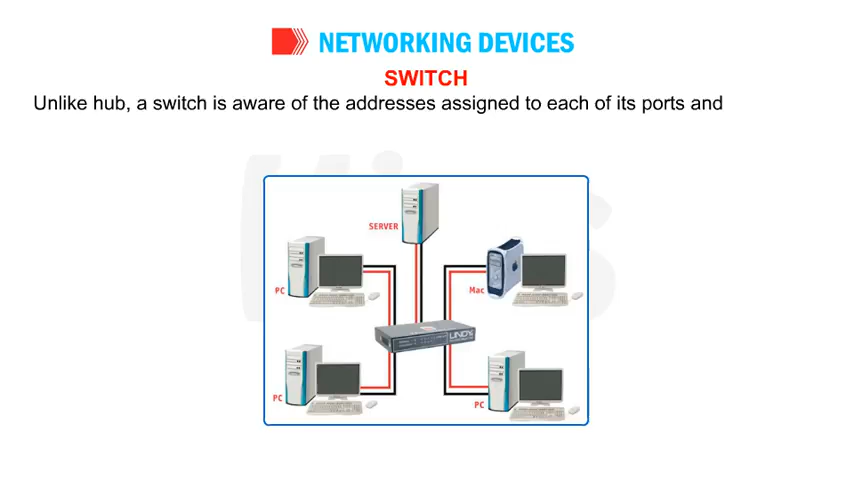 NETWORKING DEVICES
SWITCH
Unlike hub, a switch is aware of the addresses assigned to each of its ports and
SERVER
PC
Mac
LINDY
PC
PC